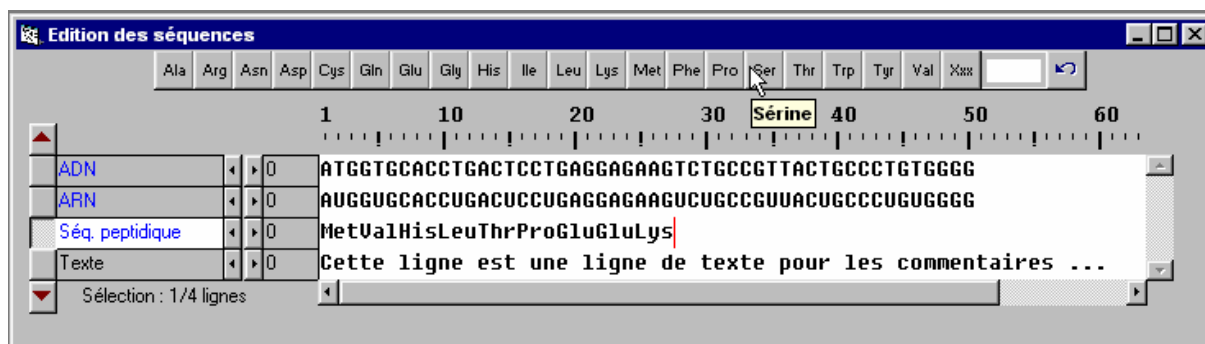 Edition des séquences
Ala Arg Asn Asp Cys Gln Glu Gly His Ile Leu Lys Met Phe Pro Ser Thr Trp Tyr Val Xxx
Sérine
1 10 20 30 40 50 60
ADN 0 ATGGTGCACCTGACTCCTGAGGAGAAGTCTGCCGTTACTGCCCTGTGGGG
ARN 0 AUGGUGCACCUGACUCCUGAGGAGAAGUCUGCCGUUACUGCCCUGUGGGG
Séq. peptidique 0 MetValHisLeuThrProGluGluLys
Texte 0 Cette ligne est une ligne de texte pour les commentaires ...
Sélection : 1/4 lignes